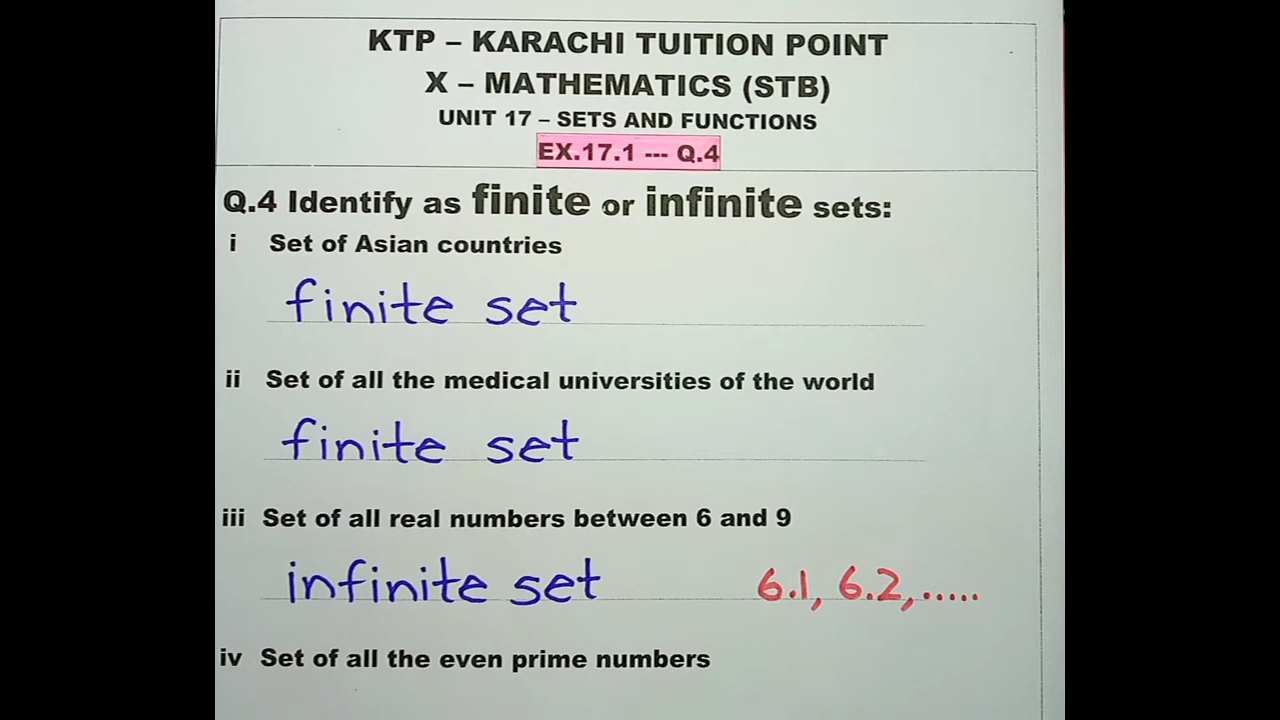 KTP – KARACHI TUITION POINT
X – MATHEMATICS (STB)
UNIT 17 – SETS AND FUNCTIONS
EX.17.1 --- Q.4
Q.4 Identify as finite or infinite sets:
i Set of Asian countries
finite set
ii Set of all the medical universities of the world
finite set
iii Set of all real numbers between 6 and 9
infinite set 6.1, 6.2, .....
iv Set of all the even prime numbers